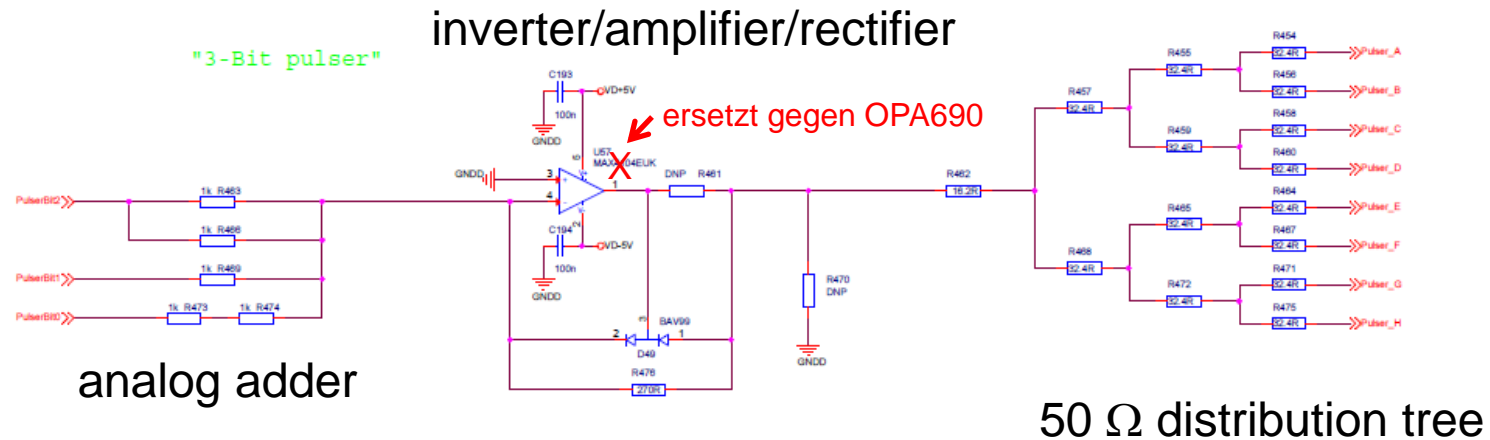 inverter/amplifier/rectifier
"3-Bit pulser"
C193
VD+5V
100n
GNDD
ersetzt gegen OPA690
U57
GNDD
3
4
1
2
DNP R461
C194
VD-5V
100n
GNDD
PulserBit2
1k R463
1k R466
PulserBit1
1k R469
PulserBit0
1k R473
1k R474
analog adder
3
2
1
BAV99
D49
R476
270R
R470
DNP
GNDD
R462
16.2R
R457
32.4R
R468
32.4R
R455
32.4R
R459
32.4R
R465
32.4R
R472
32.4R
R454
32.4R
Pulser_A
R456
32.4R
Pulser_B
R458
32.4R
Pulser_C
R460
32.4R
Pulser_D
R464
32.4R
Pulser_E
R467
32.4R
Pulser_F
R471
32.4R
Pulser_G
R475
32.4R
Pulser_H
50 Ω distribution tree